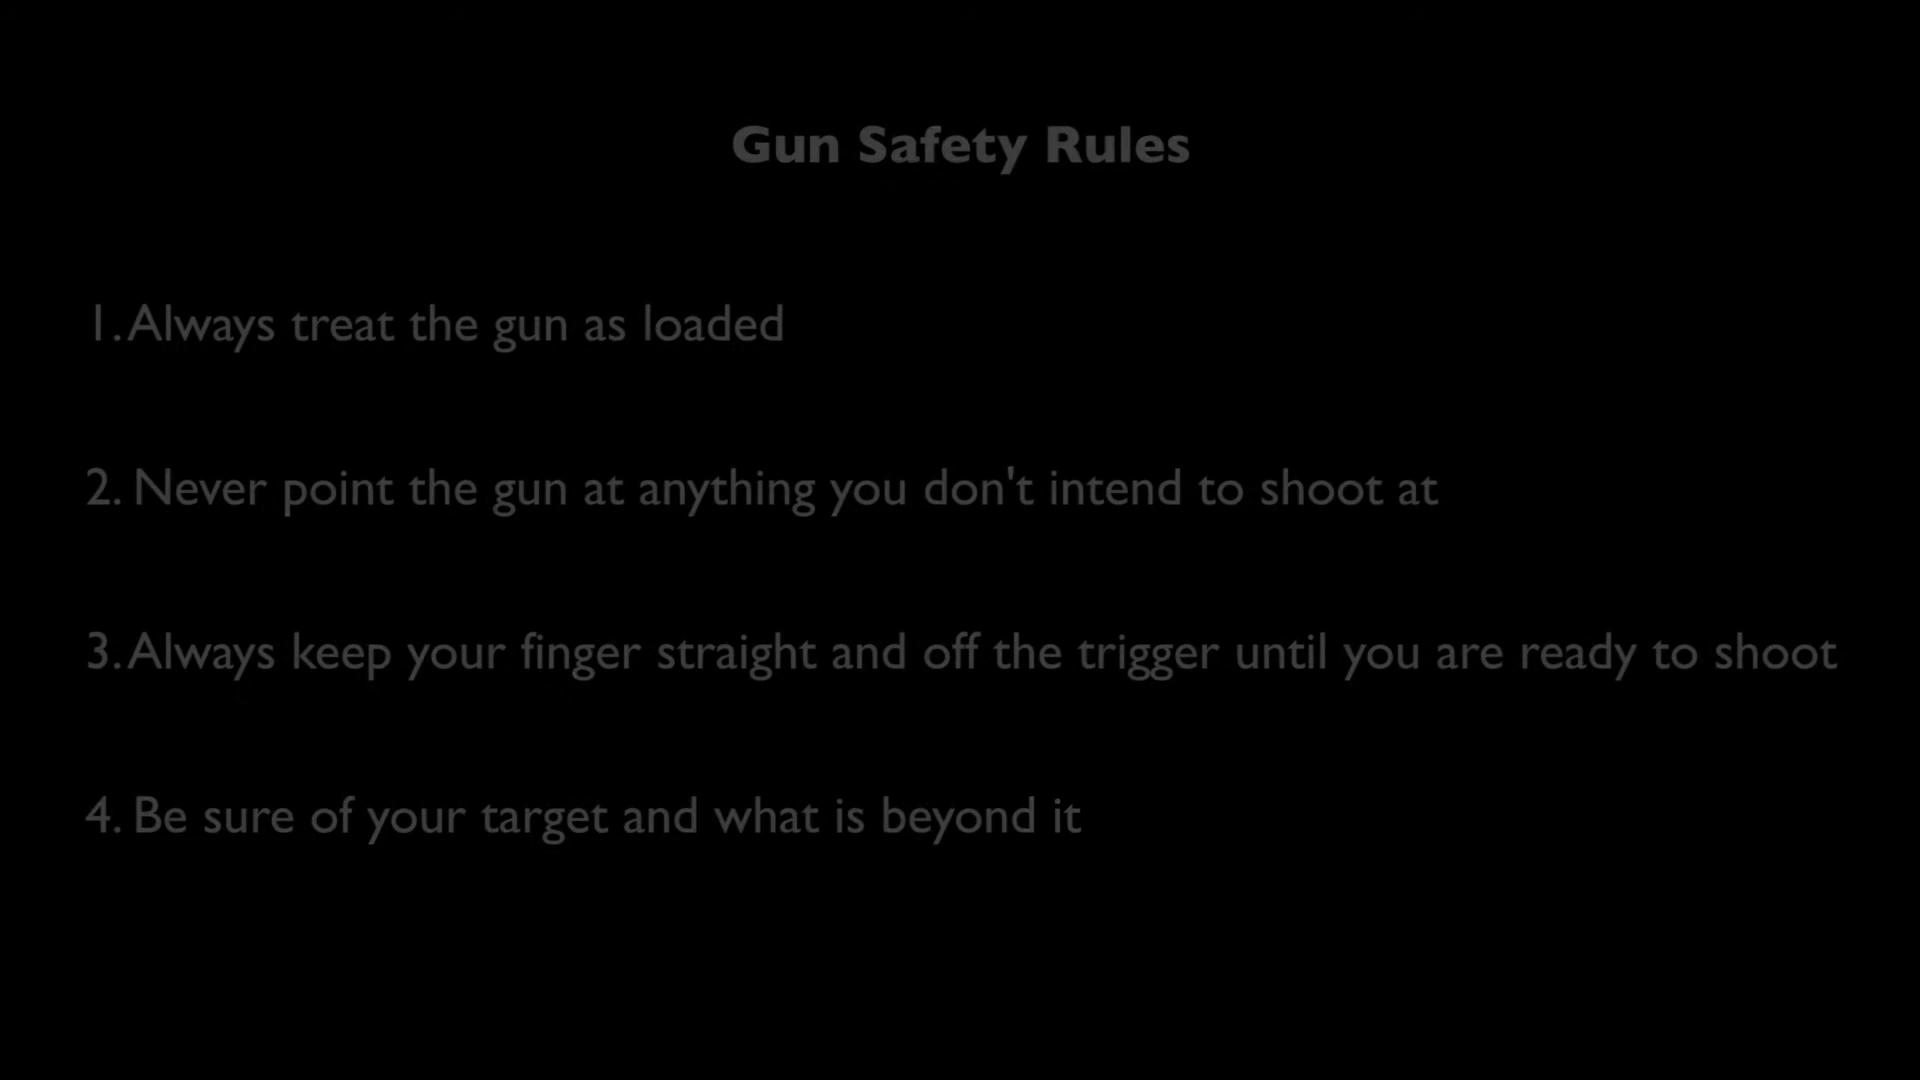 Gun Safety Rules
1. Always treat the gun as loaded
2. Never point the gun at anything you don't intend to shoot at
3. Always keep your finger straight and off the trigger until you are ready to shoot
4. Be sure of your target and what is beyond it